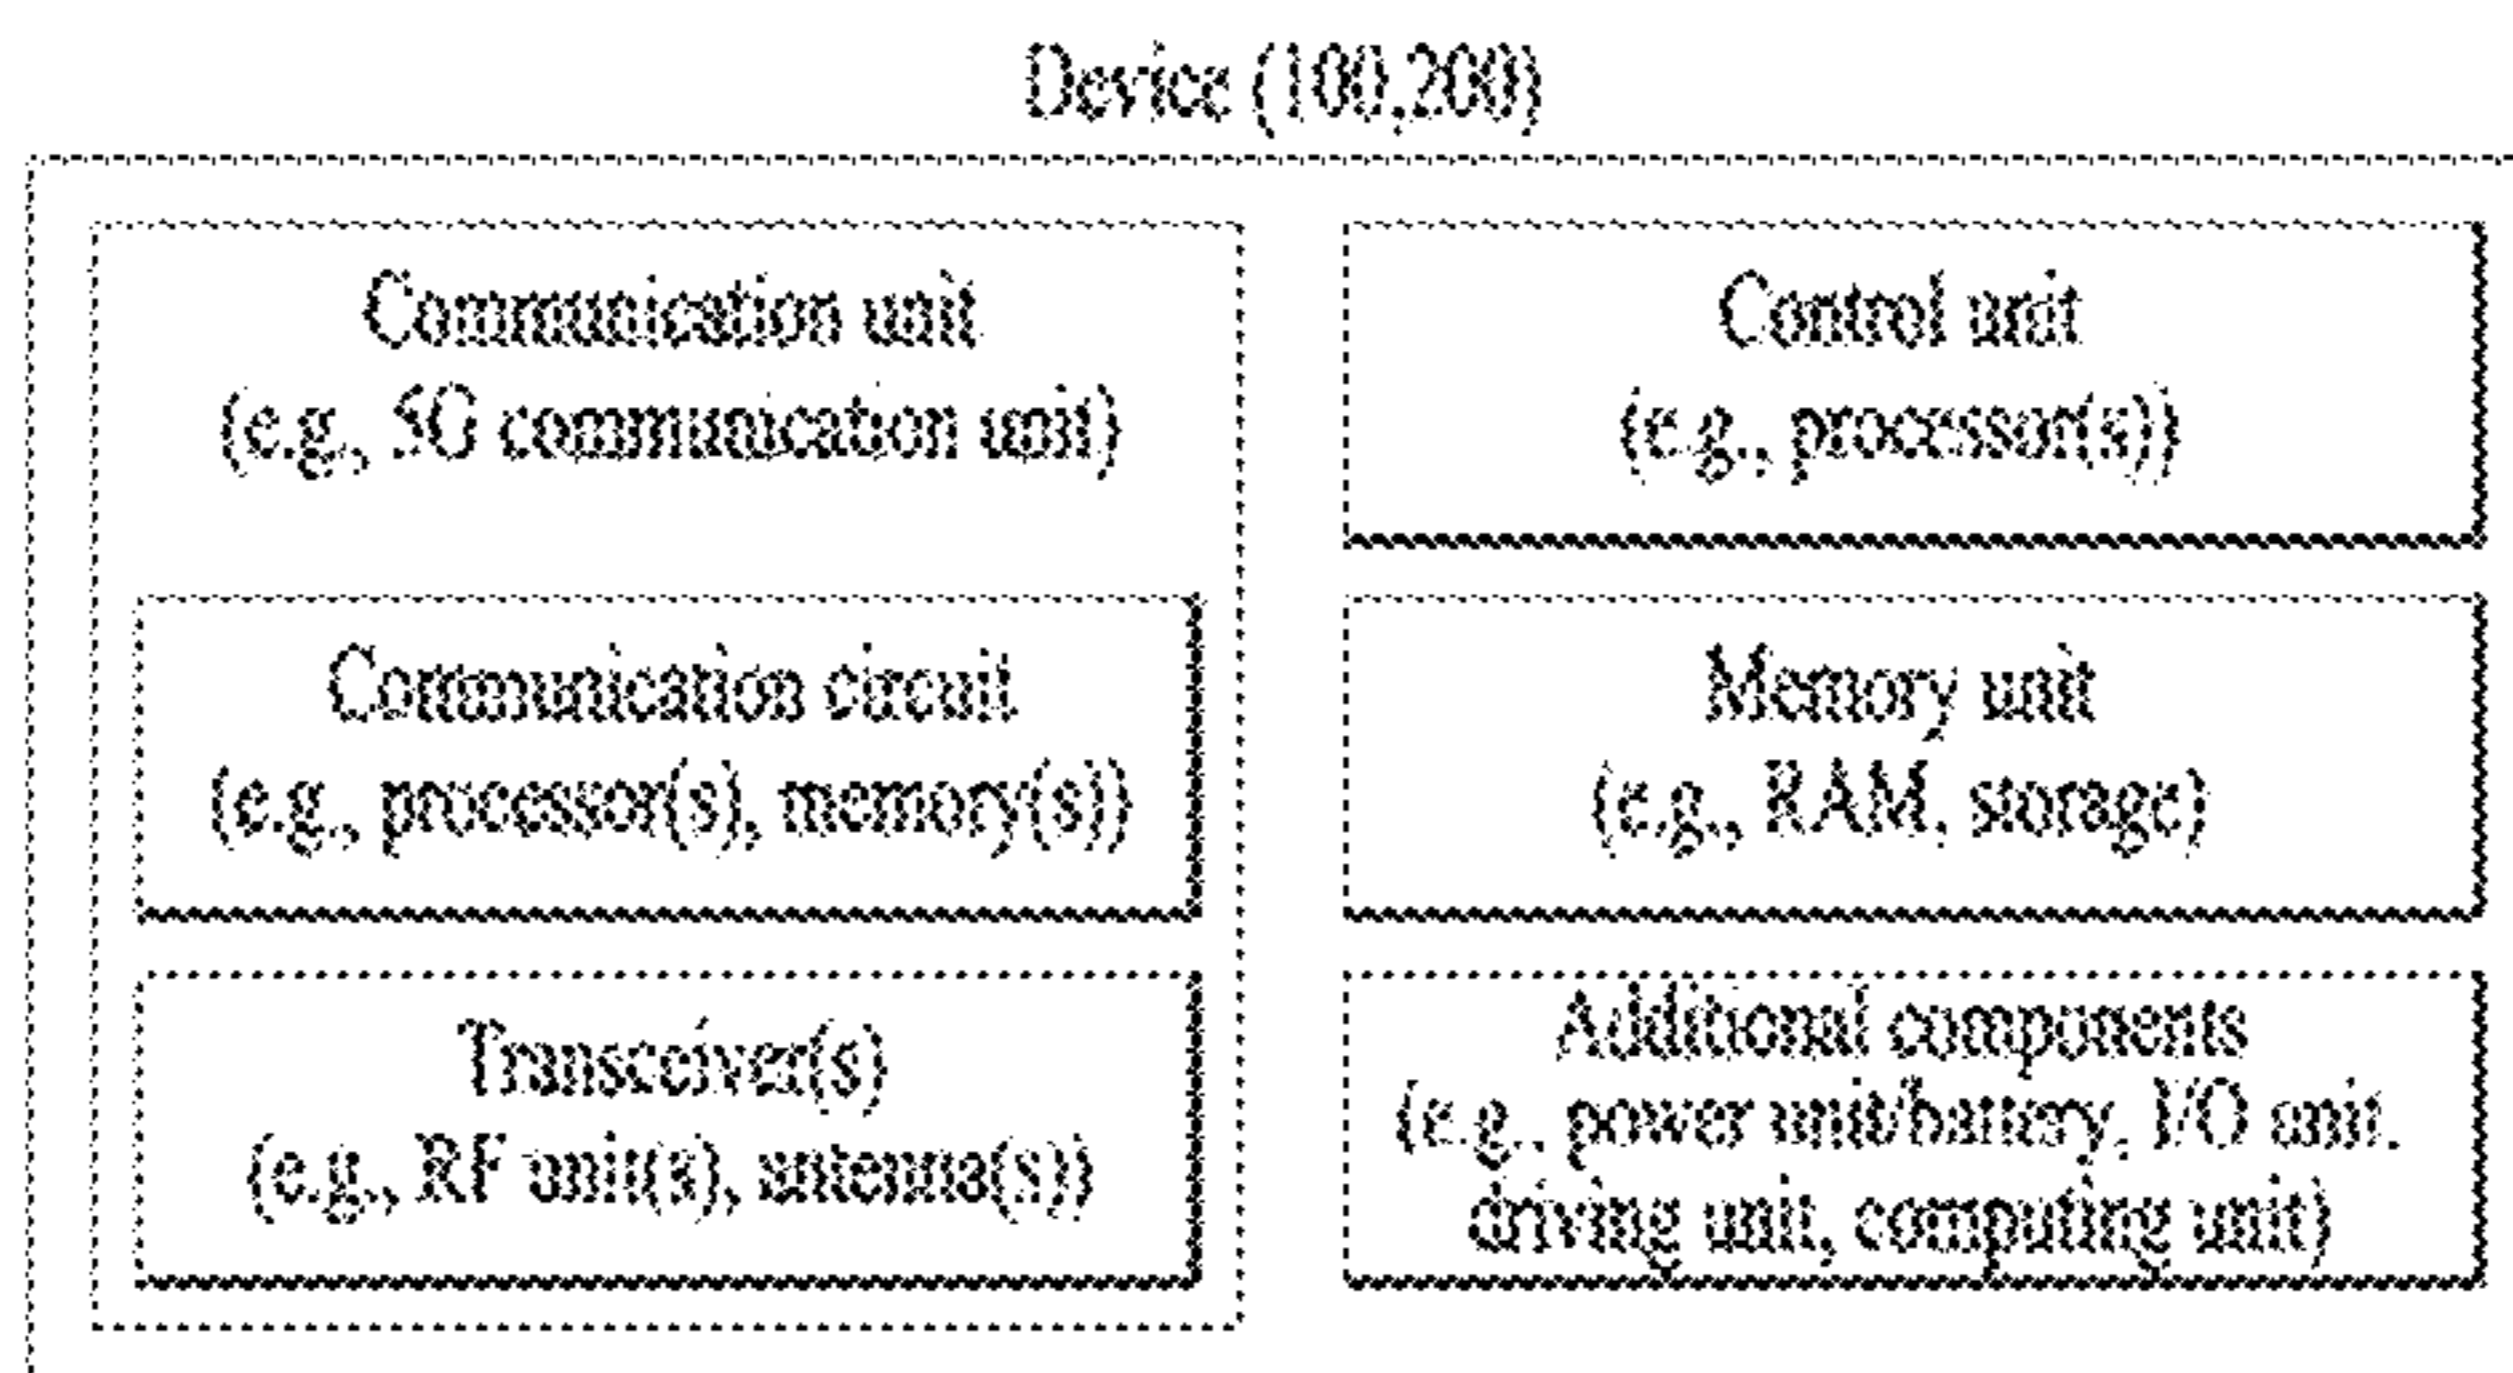 Device (100,200)
Communication unit
(e.g., 5G communication unit)
Communication circuit
(e.g., processor(s), memory(s))
Transceiver(s)
(e.g., RF unit(s), antenna(s))
Control unit
(e.g., processor(s))
Memory unit
(e.g., RAM, storage)
Additional components
(e.g., power unit/battery, I/O unit,
driving unit, computing unit)